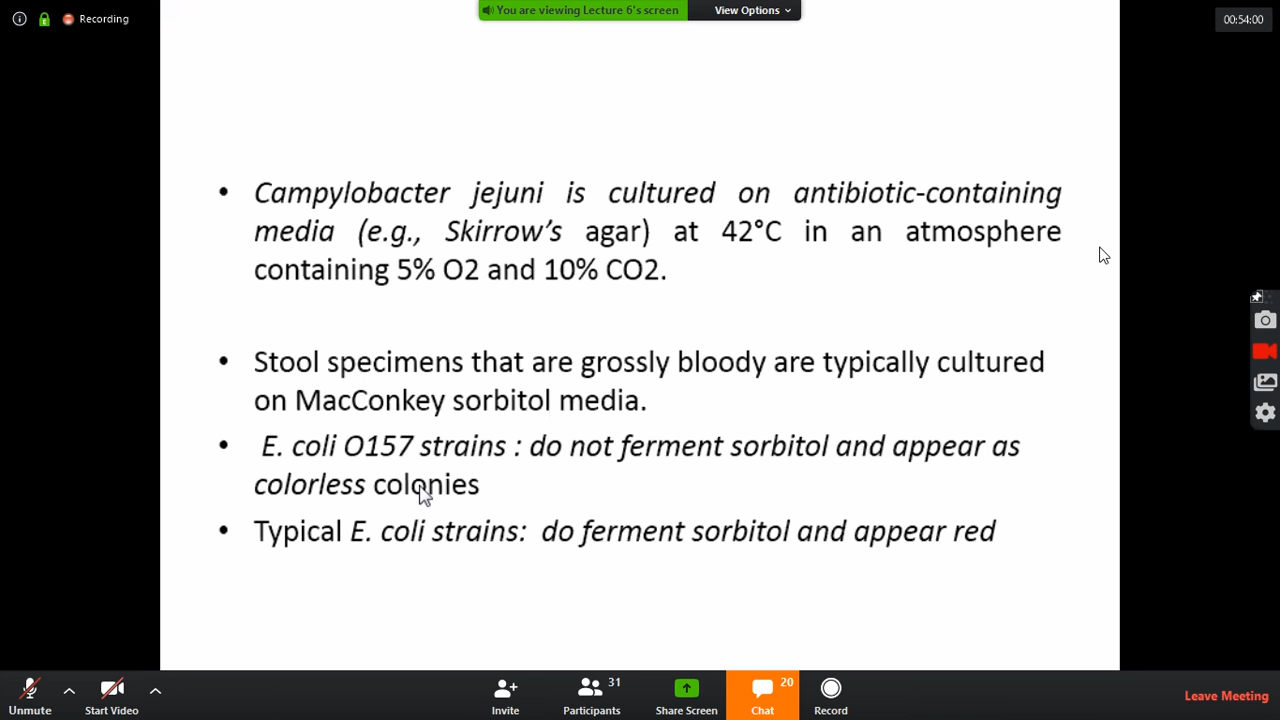 Recording
You are viewing Lecture 6's screen
View Options
00:54:00
• Campylobacter jejuni is cultured on antibiotic-containing
media (e.g., Skirrow’s agar) at 42°C in an atmosphere
containing 5% O2 and 10% CO2.
• Stool specimens that are grossly bloody are typically cultured
on MacConkey sorbitol media.
• E. coli O157 strains : do not ferment sorbitol and appear as
colorless colonies
• Typical E. coli strains: do ferment sorbitol and appear red
Unmute
Start Video
Invite
Participants 31
Share Screen
Chat 20
Record
Leave Meeting